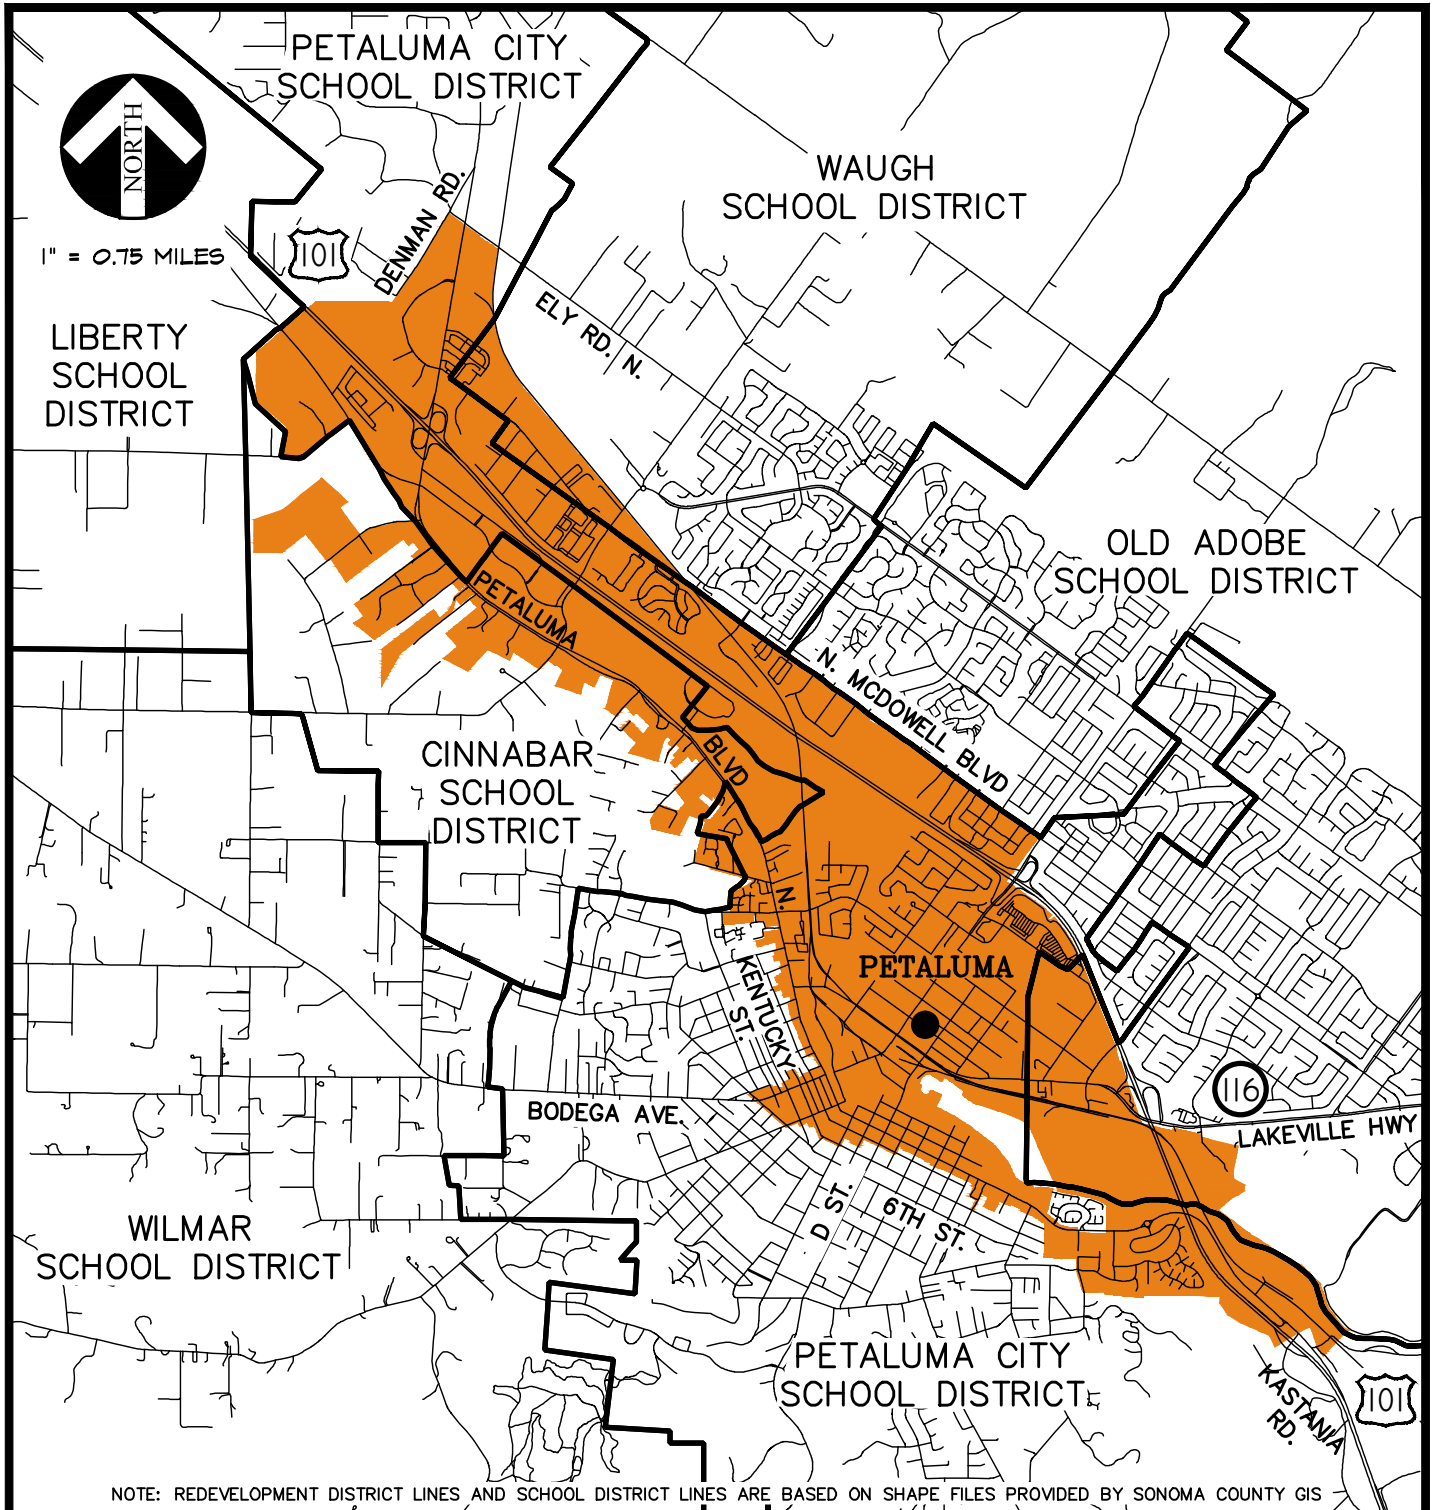 PETALUMA CITY
SCHOOL DISTRICT
NORTH
1" = 0.75 MILES
101
DENMAN RD.
WAUGH
SCHOOL DISTRICT
ELY RD. N.
LIBERTY
SCHOOL
DISTRICT
OLD ADOBE
SCHOOL DISTRICT
PETALUMA
BLVD
N.
N. MCDOWELL BLVD
CINNABAR
SCHOOL
DISTRICT
PETALUMA
KENTUCKY
ST.
116
LAKEVILLE HWY
BODEGA AVE.
D ST.
6TH ST.
WILMAR
SCHOOL DISTRICT
PETALUMA CITY
SCHOOL DISTRICT
KASTANIA
RD.
101
NOTE: REDEVELOPMENT DISTRICT LINES AND SCHOOL DISTRICT LINES ARE BASED ON SHAPE FILES PROVIDED BY SONOMA COUNTY GIS